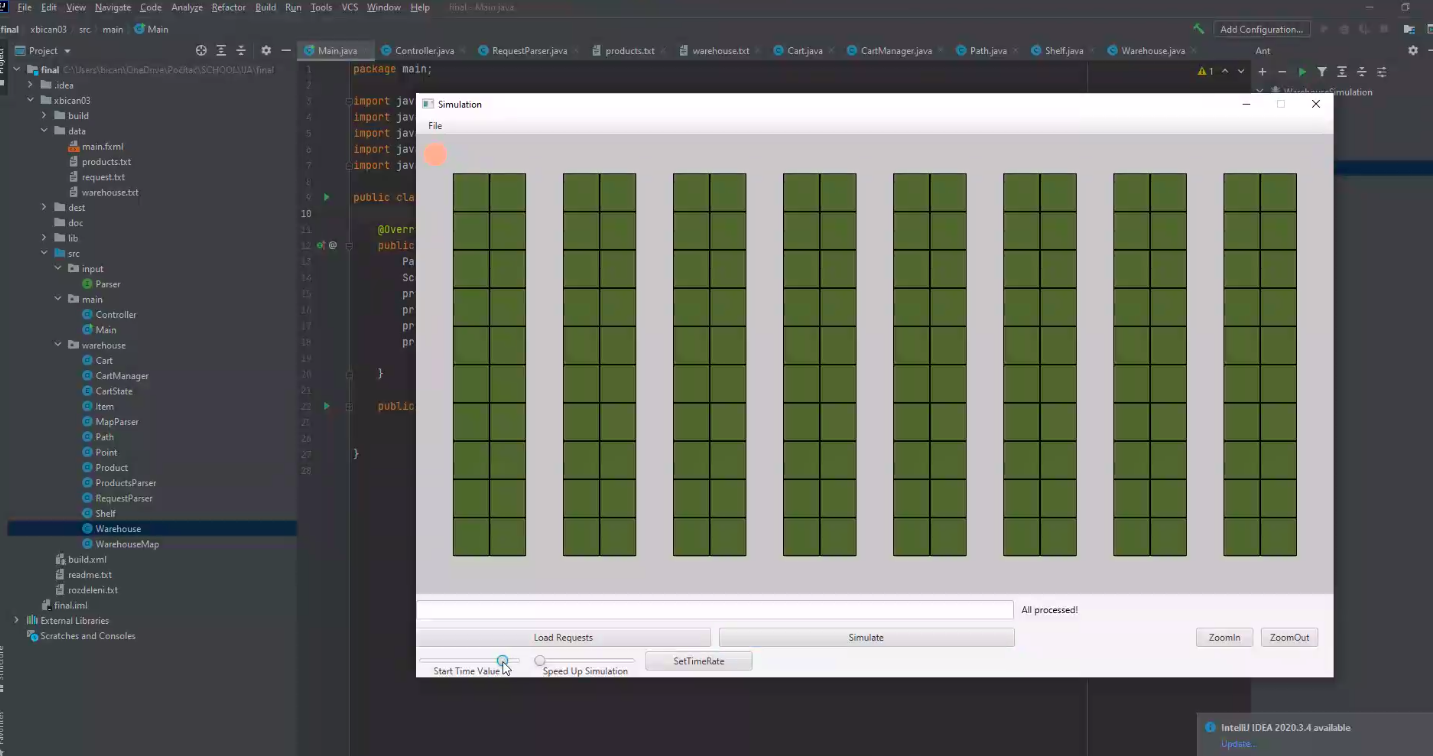 File Edit View Navigate Code Analyze Refactor Build Run Tools VCS Window Help final - Main.java
final xbican03 src main Main
Add Configuration...
Project
Main.java Controller.java RequestParser.java products.txt warehouse.txt Cart.java CartManager.java Path.java Shelf.java Warehouse.java
Ant
final C:\Users\bican\OneDrive\Počítač\SCHOOL\IJA\final
.idea
xbican03
build
data
main.fxml
products.txt
request.txt
warehouse.txt
dest
doc
lib
src
input
Parser
main
Controller
Main
warehouse
Cart
CartManager
CartState
Item
MapParser
Path
Point
Product
ProductsParser
RequestParser
Shelf
Warehouse
WarehouseMap
build.xml
readme.txt
rozdeleni.txt
final.iml
External Libraries
Scratches and Consoles
1 package main;
2
3 import jav
4 import jav
5 import jav
6 import jav
7 import jav
8
9 public cla
10
11 @Overr
12 public
13 Pa
14 Sc
15 pr
16 pr
17 pr
18 pr
19
20 }
21
22 public
25
26
27 }
28
1
WarehouseSimulation
Simulation
File
All processed!
Load Requests Simulate ZoomIn ZoomOut
Start Time Value Speed Up Simulation SetTimeRate
IntelliJ IDEA 2020.3.4 available
Update...